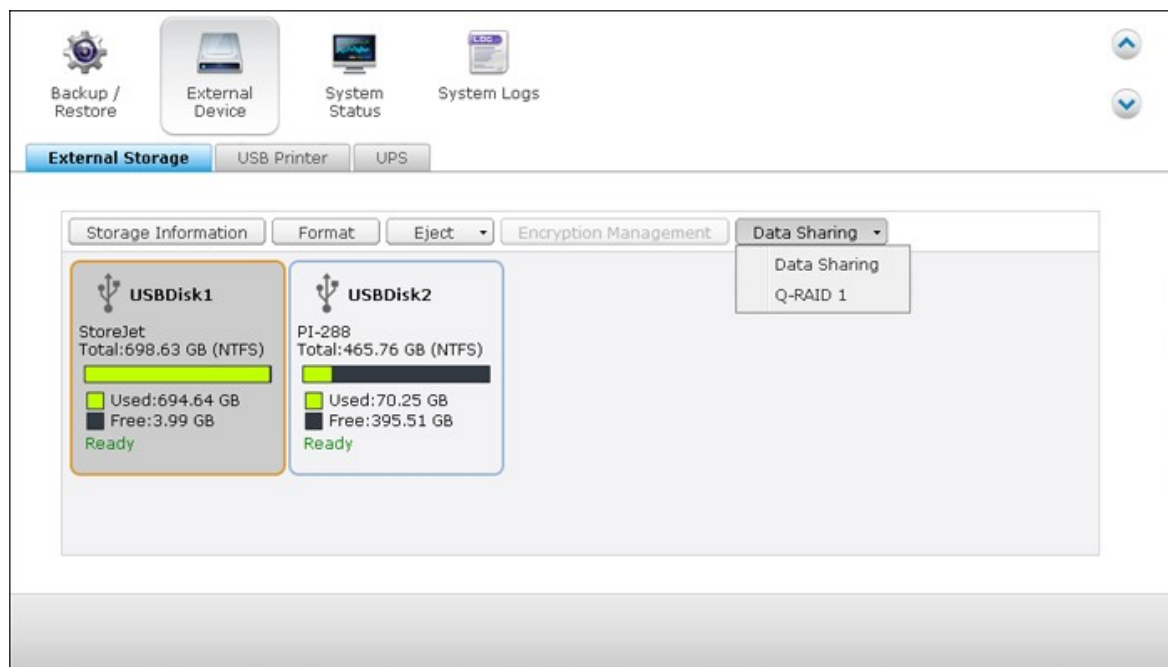 LOG
Backup /
Restore
External
Device
System
Status
System Logs
External Storage
USB Printer
UPS
Storage Information
Format
Eject
Encryption Management
Data Sharing
Data Sharing
Q-RAID 1
USBDisk1
StoreJet
Total:698.63 GB (NTFS)
Used:694.64 GB
Free:3.99 GB
Ready
USBDisk2
PI-288
Total:465.76 GB (NTFS)
Used:70.25 GB
Free:395.51 GB
Ready